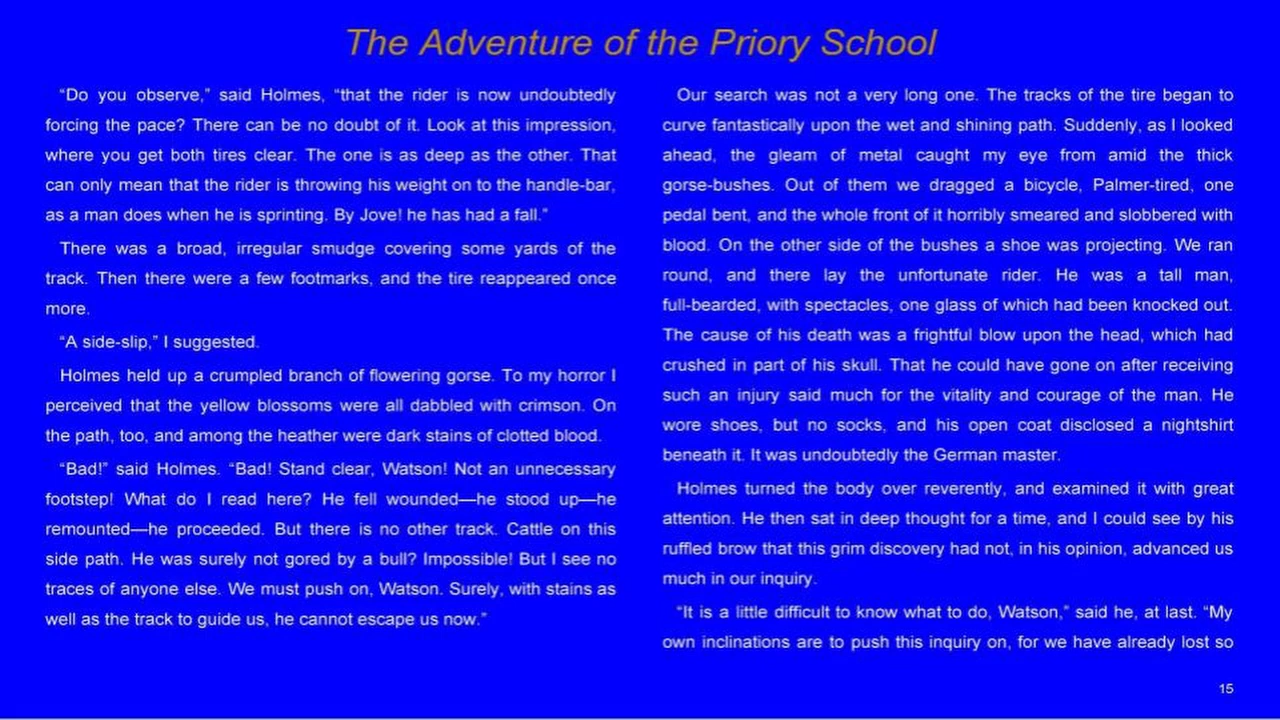 The Adventure of the Priory School
“Do you observe,” said Holmes, “that the rider is now undoubtedly
forcing the pace? There can be no doubt of it. Look at this impression,
where you get both tires clear. The one is as deep as the other. That
can only mean that the rider is throwing his weight on to the handle-bar,
as a man does when he is sprinting. By Jove! he has had a fall.”
There was a broad, irregular smudge covering some yards of the
track. Then there were a few footmarks, and the tire reappeared once
more.
“A side-slip,” I suggested.
Holmes held up a crumpled branch of flowering gorse. To my horror I
perceived that the yellow blossoms were all dabbled with crimson. On
the path, too, and among the heather were dark stains of clotted blood.
“Bad!” said Holmes. “Bad! Stand clear, Watson! Not an unnecessary
footstep! What do I read here? He fell wounded—he stood up—he
remounted—he proceeded. But there is no other track. Cattle on this
side path. He was surely not gored by a bull? Impossible! But I see no
traces of anyone else. We must push on, Watson. Surely, with stains as
well as the track to guide us, he cannot escape us now.”
Our search was not a very long one. The tracks of the tire began to
curve fantastically upon the wet and shining path. Suddenly, as I looked
ahead, the gleam of metal caught my eye from amid the thick
gorse-bushes. Out of them we dragged a bicycle, Palmer-tired, one
pedal bent, and the whole front of it horribly smeared and slobbered with
blood. On the other side of the bushes a shoe was projecting. We ran
round, and there lay the unfortunate rider. He was a tall man,
full-bearded, with spectacles, one glass of which had been knocked out.
The cause of his death was a frightful blow upon the head, which had
crushed in part of his skull. That he could have gone on after receiving
such an injury said much for the vitality and courage of the man. He
wore shoes, but no socks, and his open coat disclosed a nightshirt
beneath it. It was undoubtedly the German master.
Holmes turned the body over reverently, and examined it with great
attention. He then sat in deep thought for a time, and I could see by his
ruffled brow that this grim discovery had not, in his opinion, advanced us
much in our inquiry.
“It is a little difficult to know what to do, Watson,” said he, at last. “My
own inclinations are to push this inquiry on, for we have already lost so
15